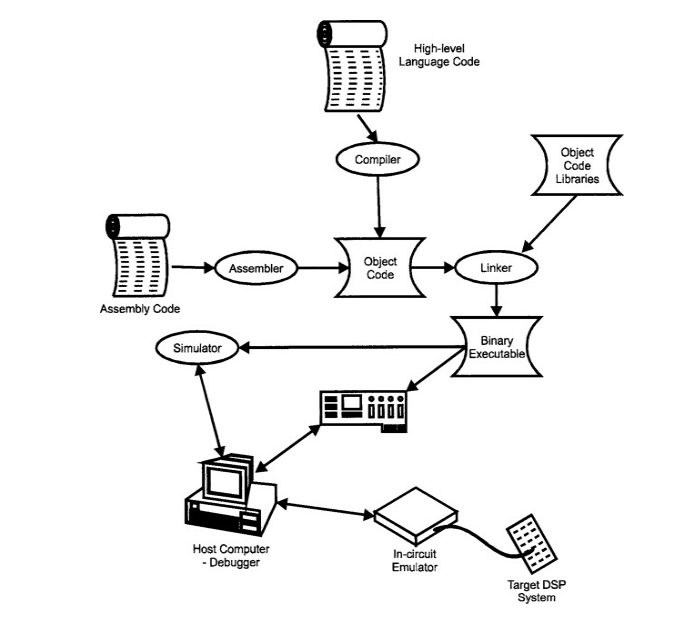 High-level
Language Code
Compiler
Object
Code
Libraries
Assembler
Object
Code
Linker
Assembly Code
Simulator
Binary
Executable
Host Computer
- Debugger
In-circuit
Emulator
Target DSP
System